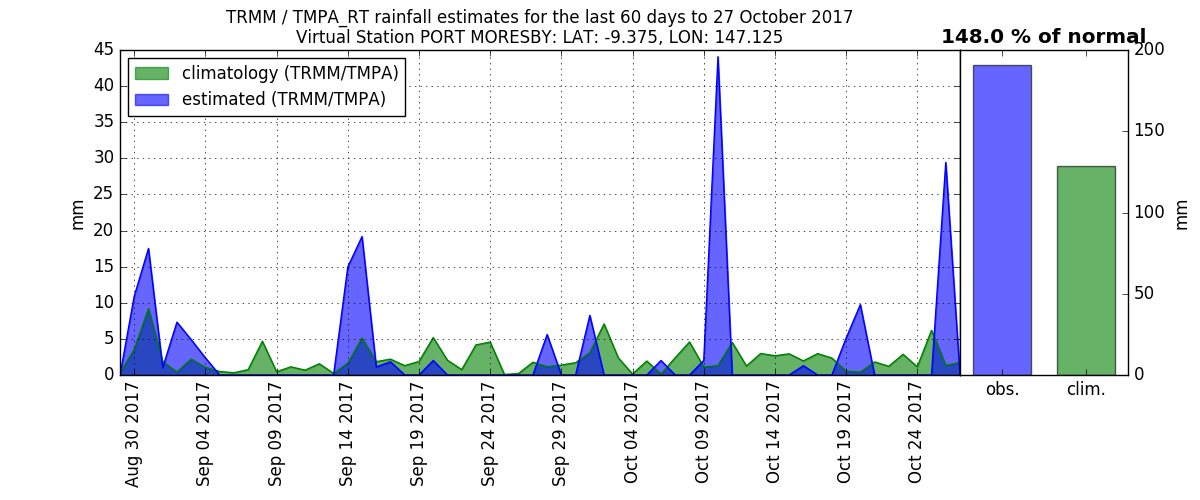 TRMM / TMPA_RT rainfall estimates for the last 60 days to 27 October 2017
Virtual Station PORT MORESBY: LAT: -9.375, LON: 147.125
148.0 % of normal
climatology (TRMM/TMPA)
estimated (TRMM/TMPA)
mm
45
40
35
30
25
20
15
10
5
0
Aug 30 2017
Sep 04 2017
Sep 09 2017
Sep 14 2017
Sep 19 2017
Sep 24 2017
Sep 29 2017
Oct 04 2017
Oct 09 2017
Oct 14 2017
Oct 19 2017
Oct 24 2017
obs.
clim.
200
150
100
50
0
mm